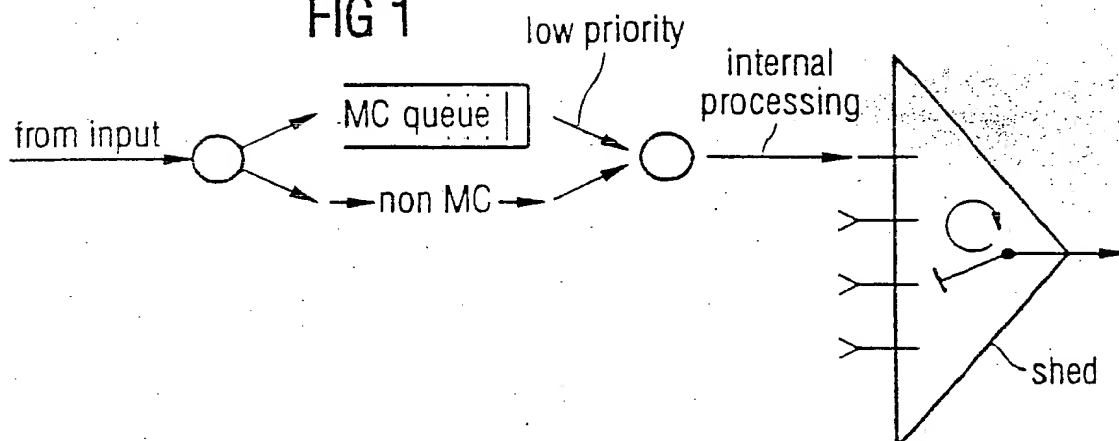 FIG 1
low priority
internal
processing
from input
MC queue
non MC
shed